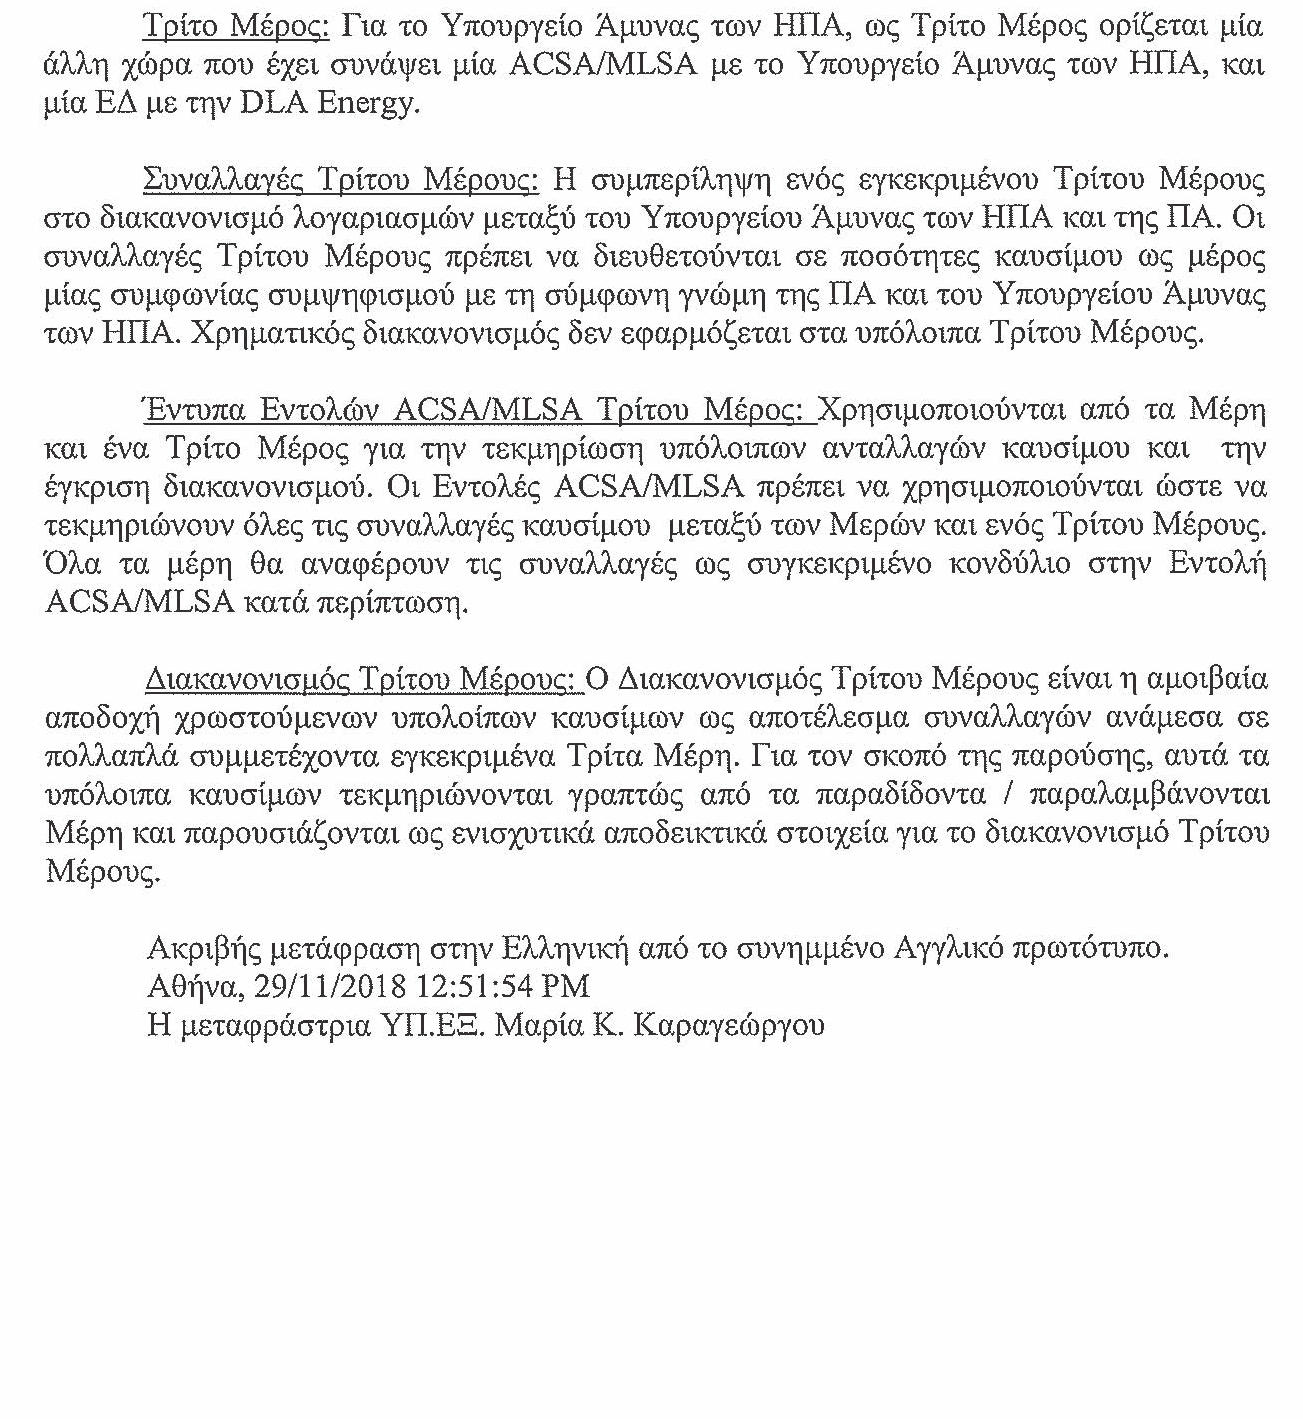 Τρίτο Μέρος: Για το Υπουργείο Άμυνας των ΗΠΑ, ως Τρίτο Μέρος ορίζεται μία
άλλη χώρα που έχει συνάψει μία ACSA/MLSA με το Υπουργείο Άμυνας των ΗΠΑ, και
μία ΕΔ με την DLA Energy.
Συναλλαγές Τρίτου Μέρους: Η συμπερίληψη ενός εγκεκριμένου Τρίτου Μέρους
στο διακανονισμό λογαριασμών μεταξύ του Υπουργείου Άμυνας των ΗΠΑ και της ΠΑ. Οι
συναλλαγές Τρίτου Μέρους πρέπει να διευθετούνται σε ποσότητες καυσίμου ως μέρος
μίας συμφωνίας συμψηφισμού με τη σύμφωνη γνώμη της ΠΑ και του Υπουργείου Άμυνας
των ΗΠΑ. Χρηματικός διακανονισμός δεν εφαρμόζεται στα υπόλοιπα Τρίτου Μέρους.
Έντυπα Εντολών ACSA/MLSA Τρίτου Μέρος: Χρησιμοποιούνται από τα Μέρη
και ένα Τρίτο Μέρος για την τεκμηρίωση υπόλοιπων ανταλλαγών καυσίμου και την
έγκριση διακανονισμού. Οι Εντολές ACSA/MLSA πρέπει να χρησιμοποιούνται ώστε να
τεκμηριώνουν όλες τις συναλλαγές καυσίμου μεταξύ των Μερών και ενός Τρίτου Μέρους.
Όλα τα μέρη θα αναφέρουν τις συναλλαγές ως συγκεκριμένο κονδύλιο στην Εντολή
ACSA/MLSA κατά περίπτωση.
Διακανονισμός Τρίτου Μέρους: Ο Διακανονισμός Τρίτου Μέρους είναι η αμοιβαία
αποδοχή χρωστούμενων υπολοίπων καυσίμων ως αποτέλεσμα συναλλαγών ανάμεσα σε
πολλαπλά συμμετέχοντα εγκεκριμένα Τρίτα Μέρη. Για τον σκοπό της παρούσης, αυτά τα
υπόλοιπα καυσίμων τεκμηριώνονται γραπτώς από τα παραδίδοντα / παραλαμβάνονται
Μέρη και παρουσιάζονται ως ενισχυτικά αποδεικτικά στοιχεία για το διακανονισμό Τρίτου
Μέρους.
Ακριβής μετάφραση στην Ελληνική από το συνημμένο Αγγλικό πρωτότυπο.
Αθήνα, 29/11/2018 12:51:54 PM
Η μεταφράστρια ΥΠ.ΕΞ. Μαρία Κ. Καραγεώργου